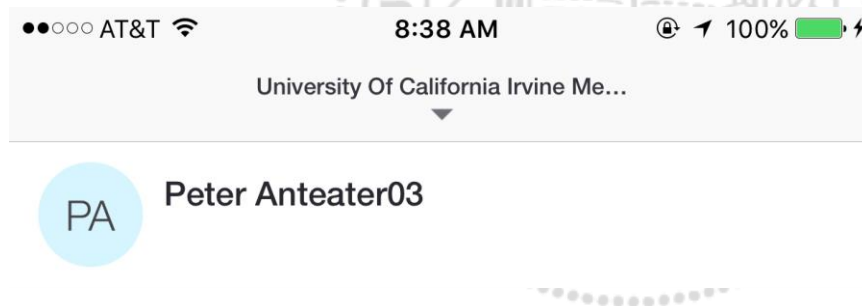 AT&T 8:38 AM 100%
University Of California Irvine Me...
PA
Peter Anteater03